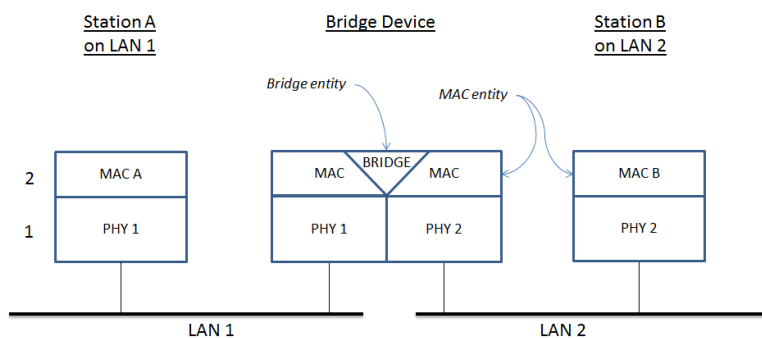 Station A
on LAN 1
Bridge Device
Station B
on LAN 2
Bridge entity
MAC entity
2
MAC A
MAC
BRIDGE
MAC
MAC B
1
PHY 1
PHY 1
PHY 2
PHY 2
LAN 1
LAN 2